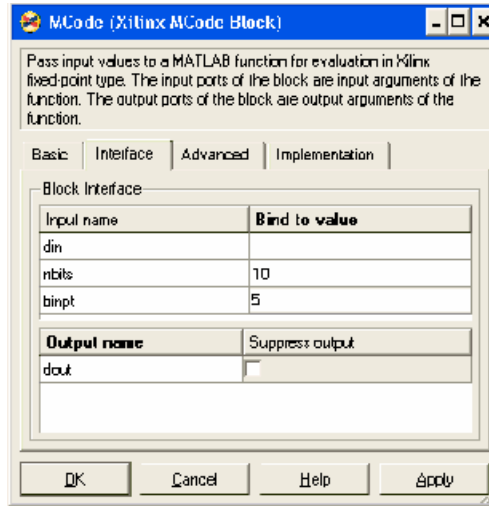 MCode (Xilinx MCode Block)
Pass input values to a MATLAB function for evaluation in Xilinx
fixed-point type. The input ports of the block are input arguments of the
function. The output ports of the block are output arguments of the
function.
Basic Interface Advanced Implementation
Block Interface
Input name Bind to value
din
nbits 10
binpt 5
Output name Suppress output
dout
OK Cancel Help Apply